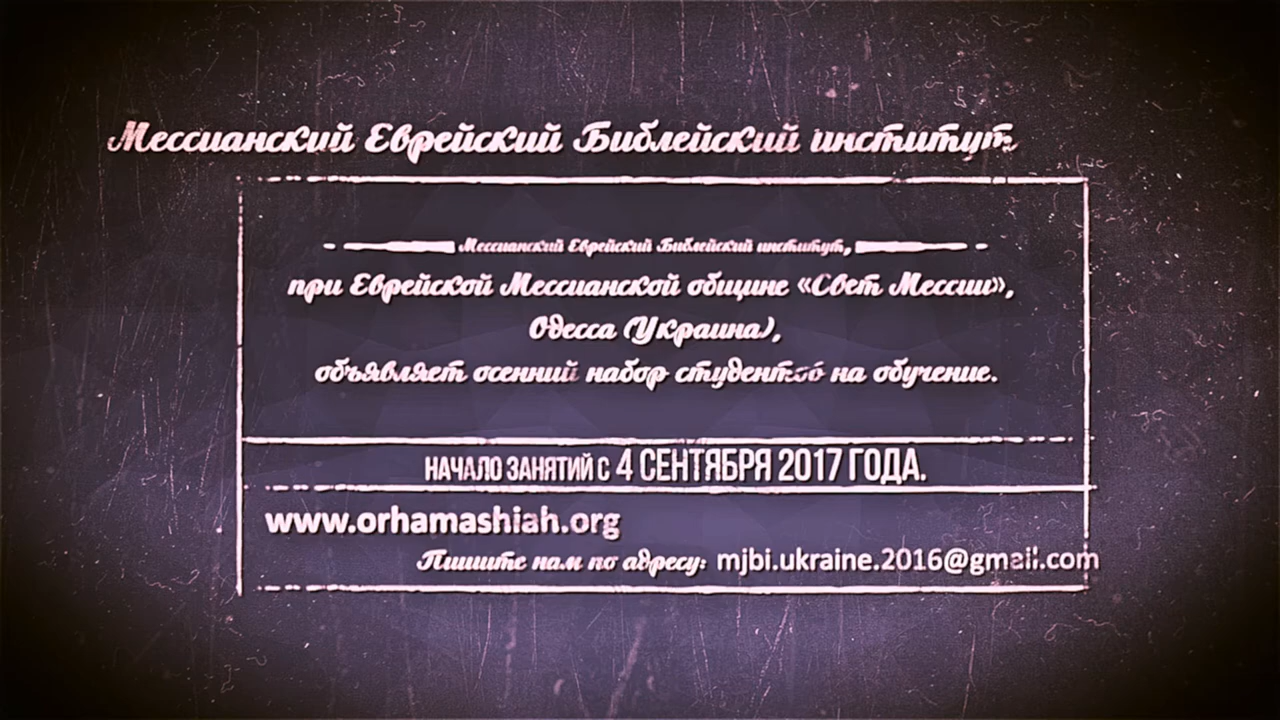 Мессианский Еврейский Библейский институт
Мессианский Еврейский Библейский институт,
при Еврейской Мессианской общине «Свет Мессии»,
Одесса (Украина),
объявляет осенний набор студентов на обучение.
НАЧАЛО ЗАНЯТИЙ С 4 СЕНТЯБРЯ 2017 ГОДА.
www.orhamashiah.org
Пишите нам по адресу: mjbi.ukraine.2016@gmail.com